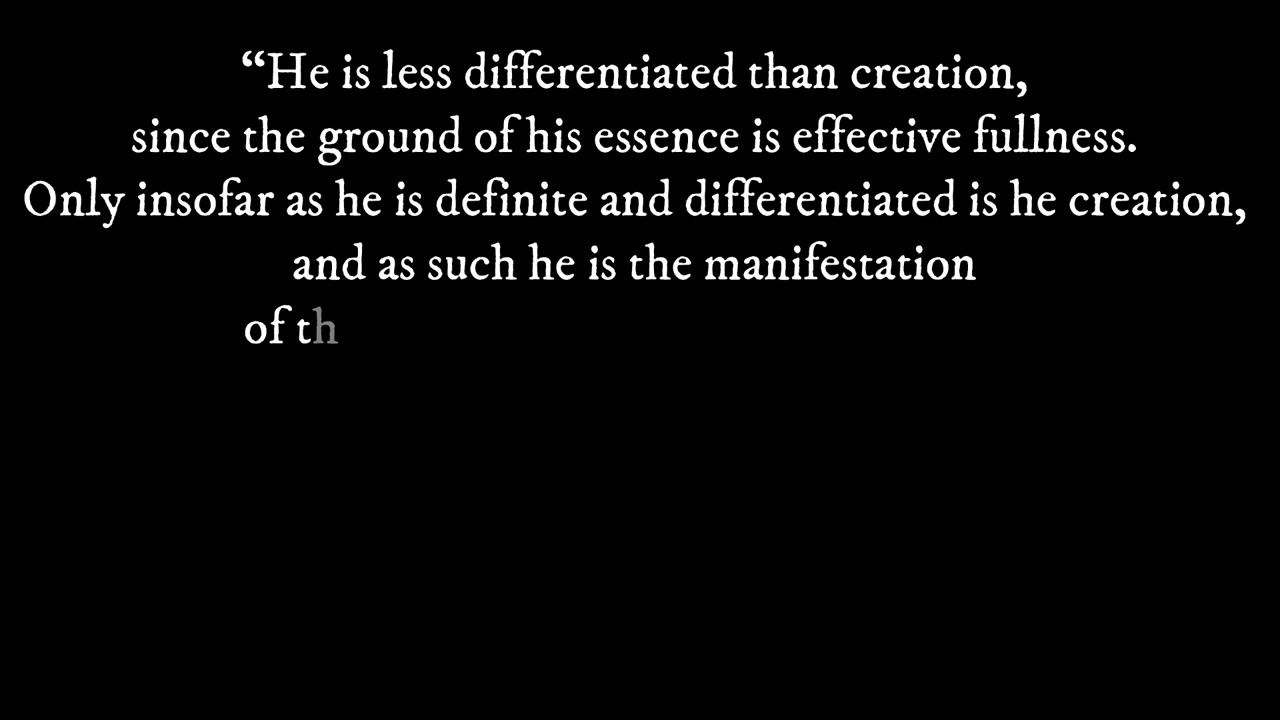 “He is less differentiated than creation,
since the ground of his essence is effective fullness.
Only insofar as he is definite and differentiated is he creation,
and as such he is the manifestation
of th